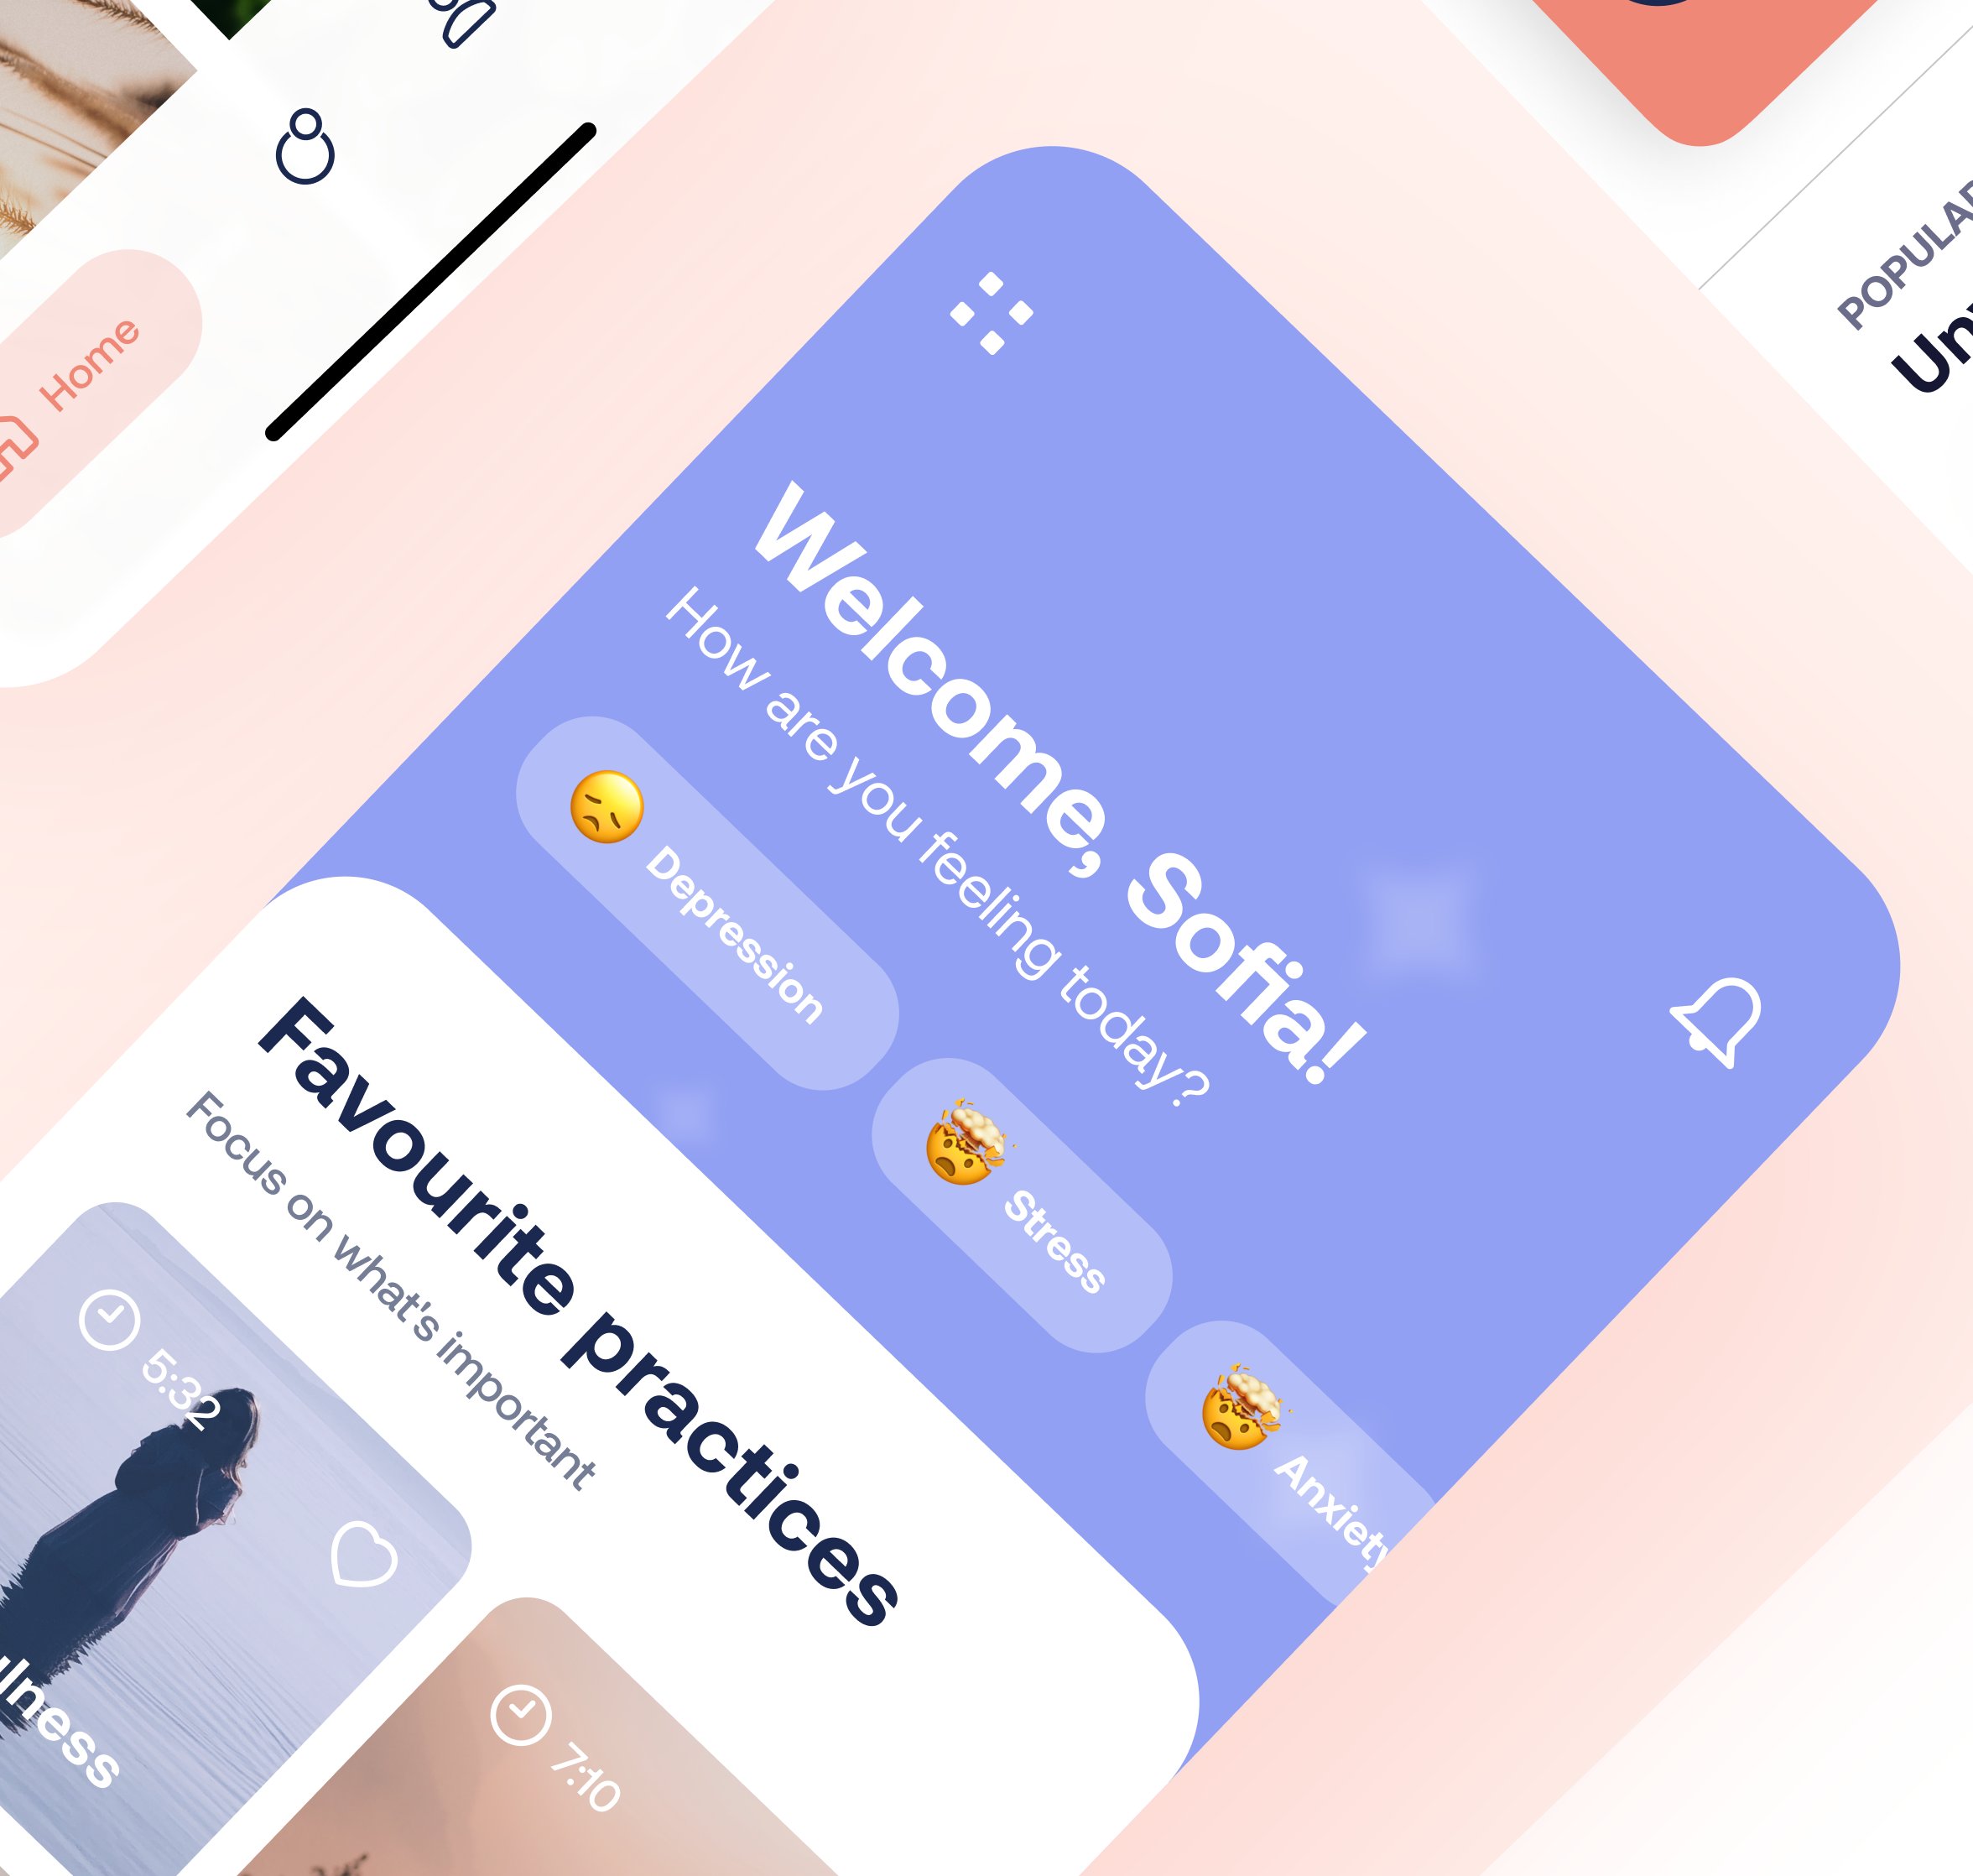 Home
Welcome, Sofia!
How are you feeling today?
Depression
Stress
Anxiety
Favourite practices
Focus on what's important
5:32
7:10